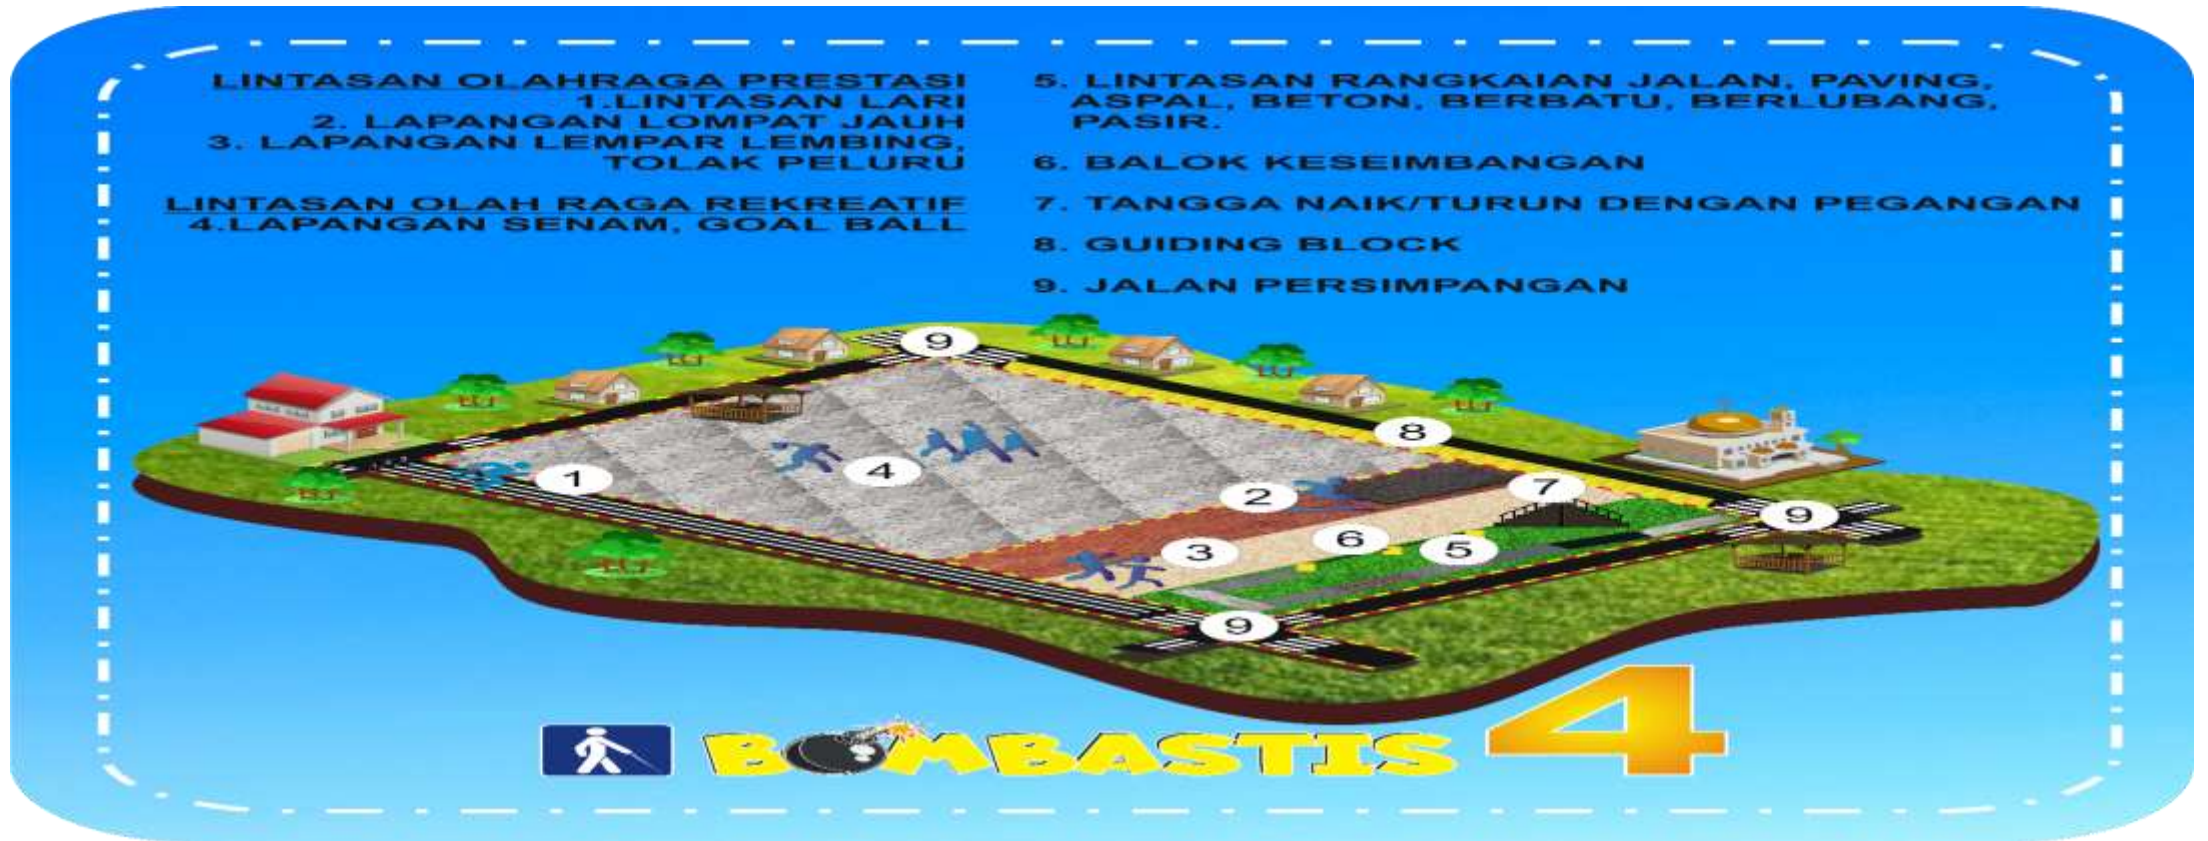 LINTASAN OLAHRAGA PRESTASI
1.LINTASAN LARI
2. LAPANGAN LOMPAT JAUH
3. LAPANGAN LEMPAR LEMBING,
TOLAK PELURU
LINTASAN OLAH RAGA REKREATIF
4.LAPANGAN SENAM, GOAL BALL
5. LINTASAN RANGKAIAN JALAN, PAVING,
ASPAL, BETON, BERBATU, BERLUBANG,
PASIR.
6. BALOK KESEIMBANGAN
7. TANGGA NAIK/TURUN DENGAN PEGANGAN
8. GUIDING BLOCK
9. JALAN PERSIMPANGAN
9
8
1
4
2
7
9
3
6
5
9
BOMBASTIS 4